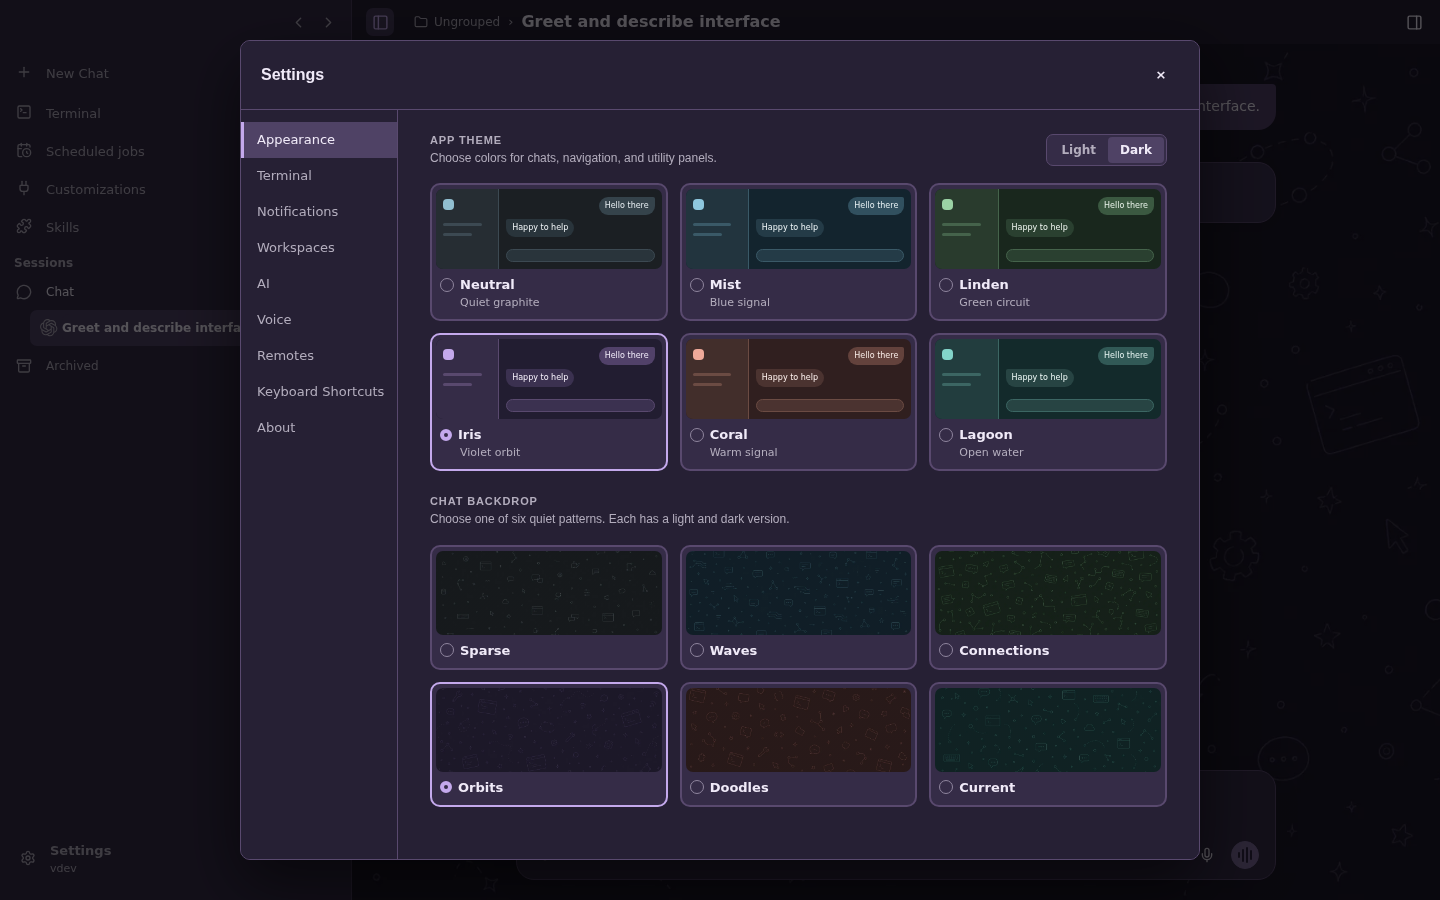 Ungrouped › Greet and describe interface
New Chat
Terminal
Scheduled jobs
Customizations
Skills
Sessions
Chat
Greet and describe interfa
Archived
Settings
vdev
nterface.
Settings
×
Appearance
Terminal
Notifications
Workspaces
AI
Voice
Remotes
Keyboard Shortcuts
About
APP THEME
Choose colors for chats, navigation, and utility panels.
Light Dark
Hello there
Happy to help
Neutral
Quiet graphite
Hello there
Happy to help
Mist
Blue signal
Hello there
Happy to help
Linden
Green circuit
Hello there
Happy to help
Iris
Violet orbit
Hello there
Happy to help
Coral
Warm signal
Hello there
Happy to help
Lagoon
Open water
CHAT BACKDROP
Choose one of six quiet patterns. Each has a light and dark version.
Sparse
Waves
Connections
Orbits
Doodles
Current